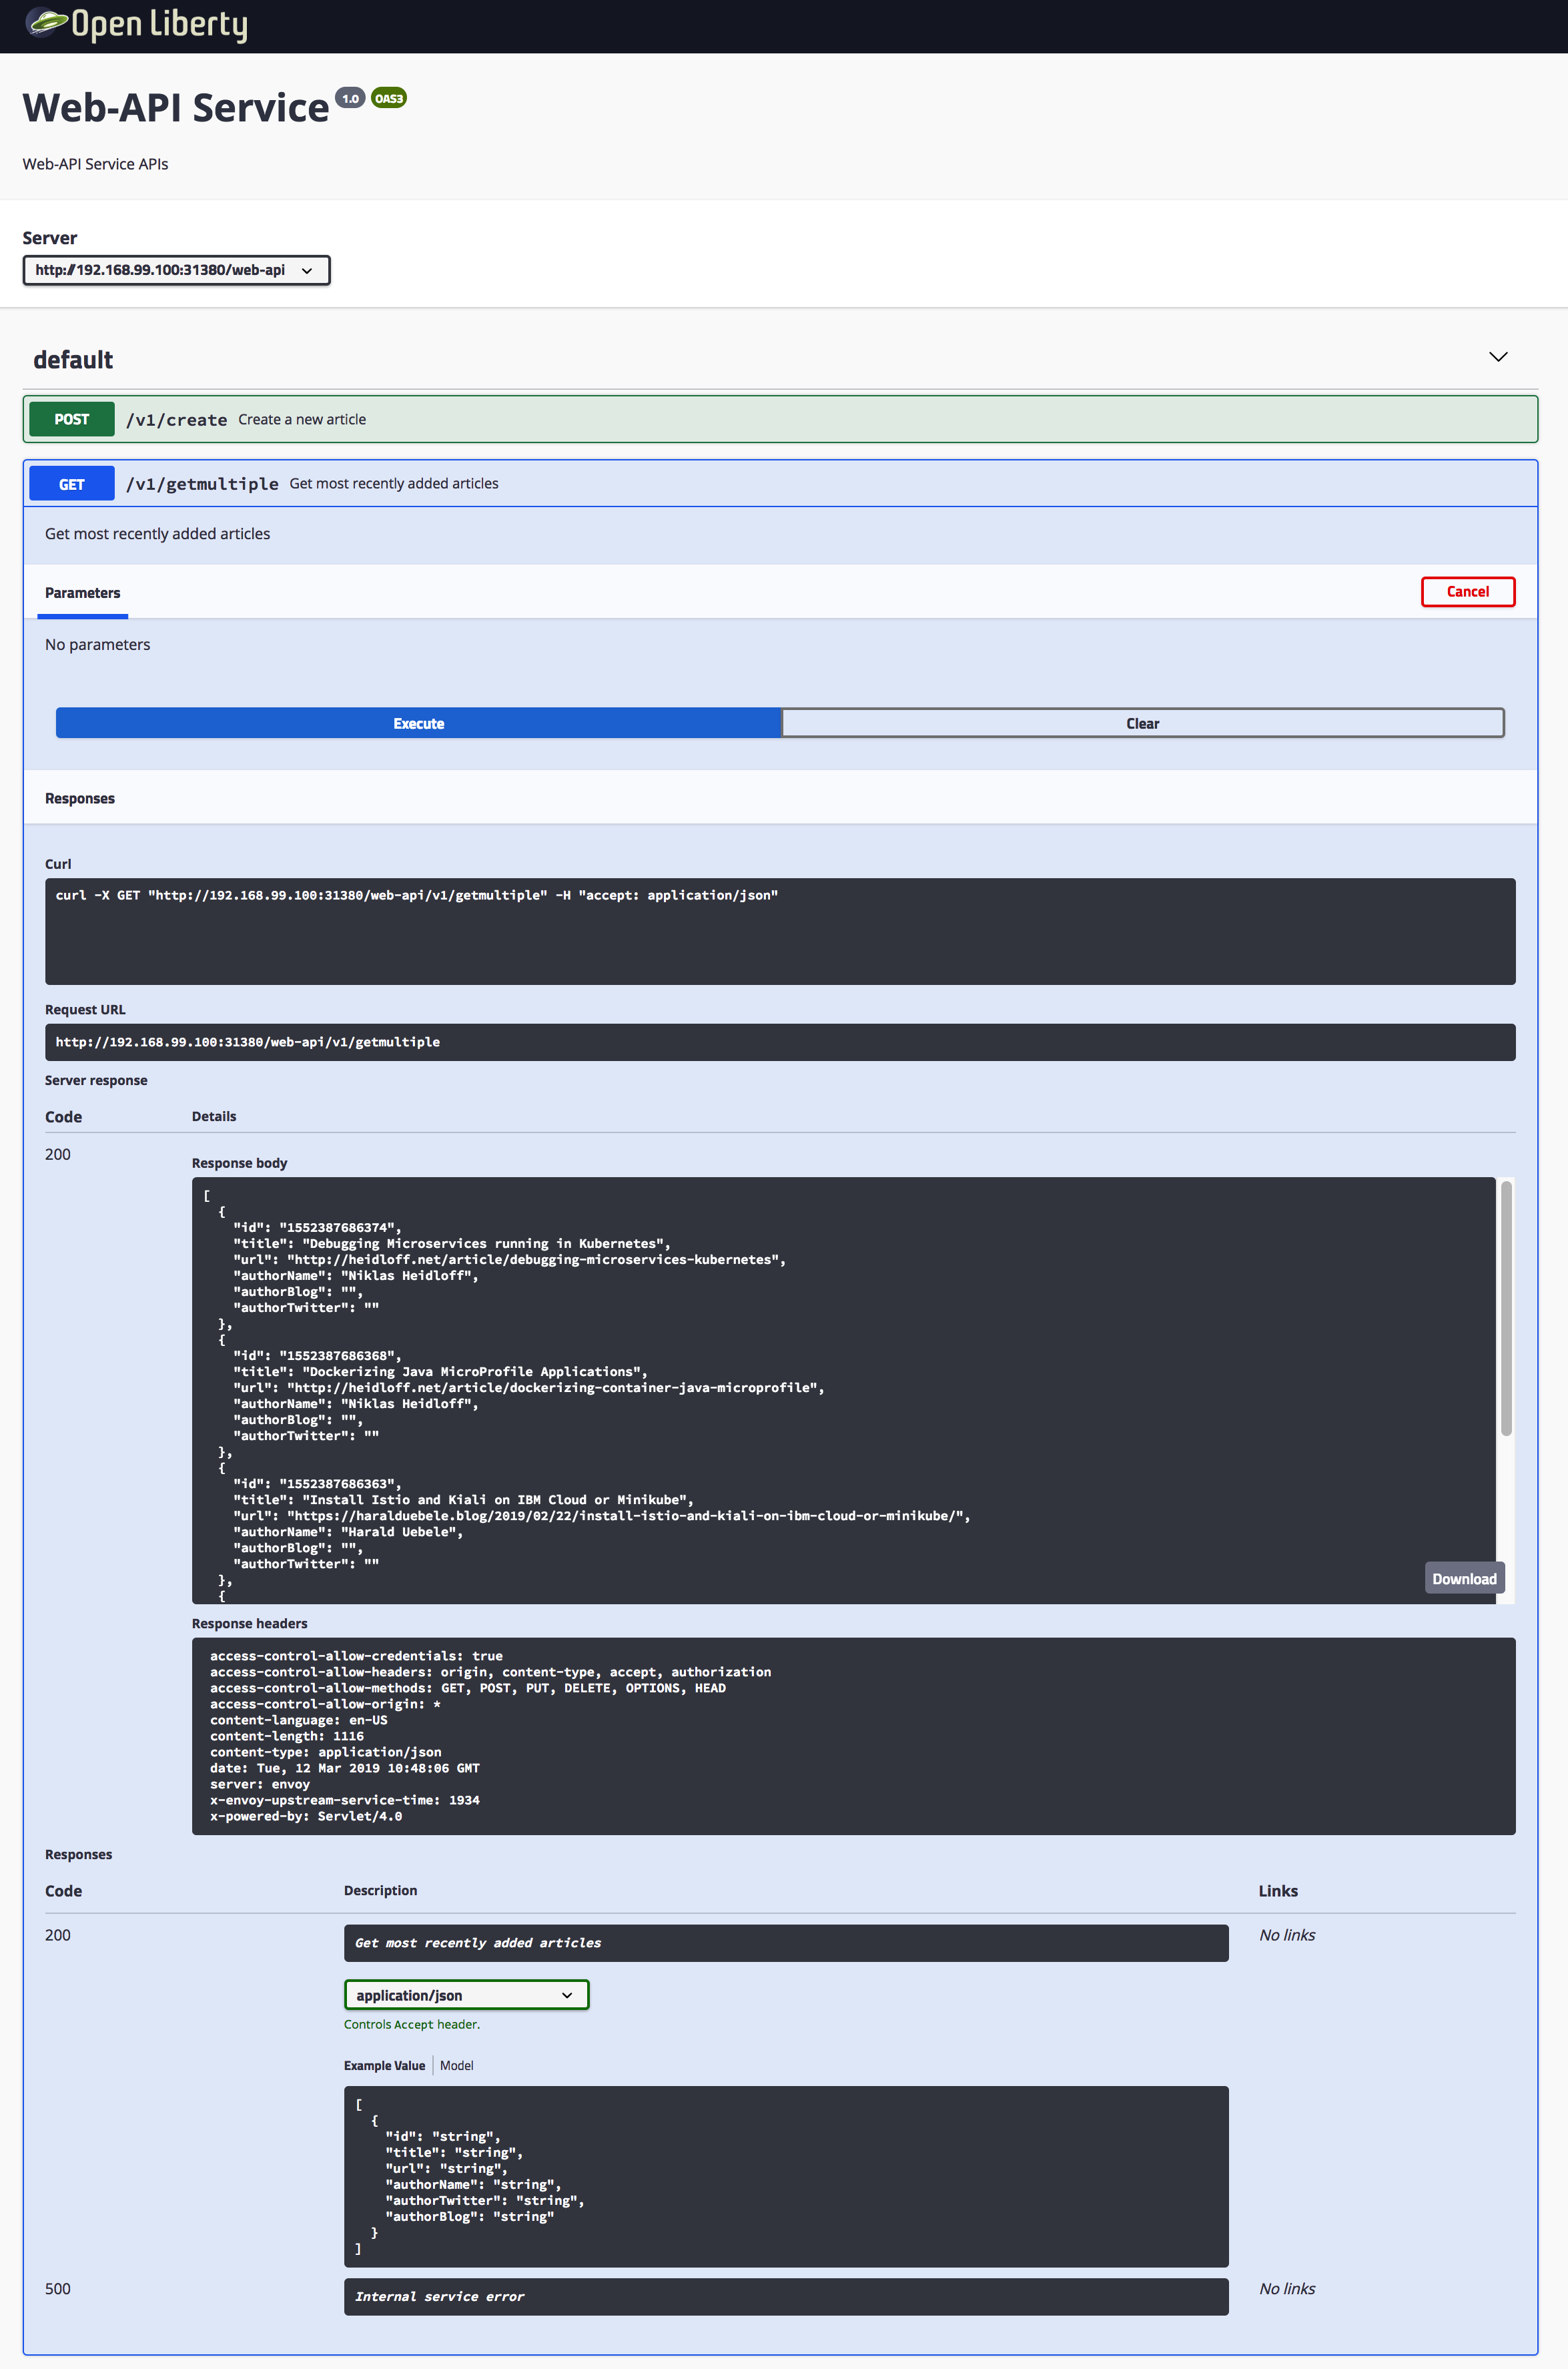 Open Liberty
Web-API Service 1.0 OAS3
Web-API Service APIs
Server
http://192.168.99.100:31380/web-api
default
POST /v1/create Create a new article
GET /v1/getmultiple Get most recently added articles
Get most recently added articles
Parameters Cancel
No parameters
Execute Clear
Responses
Curl
curl -X GET "http://192.168.99.100:31380/web-api/v1/getmultiple" -H "accept: application/json"
Request URL
http://192.168.99.100:31380/web-api/v1/getmultiple
Server response
Code Details
200
Response body
[
  {
    "id": "1552387686374",
    "title": "Debugging Microservices running in Kubernetes",
    "url": "http://heidloff.net/article/debugging-microservices-kubernetes",
    "authorName": "Niklas Heidloff",
    "authorBlog": "",
    "authorTwitter": ""
  },
  {
    "id": "1552387686368",
    "title": "Dockerizing Java MicroProfile Applications",
    "url": "http://heidloff.net/article/dockerizing-container-java-microprofile",
    "authorName": "Niklas Heidloff",
    "authorBlog": "",
    "authorTwitter": ""
  },
  {
    "id": "1552387686363",
    "title": "Install Istio and Kiali on IBM Cloud or Minikube",
    "url": "https://haralduebele.blog/2019/02/22/install-istio-and-kiali-on-ibm-cloud-or-minikube/",
    "authorName": "Harald Uebele",
    "authorBlog": "",
    "authorTwitter": ""
  },
  {
Download
Response headers
access-control-allow-credentials: true
access-control-allow-headers: origin, content-type, accept, authorization
access-control-allow-methods: GET, POST, PUT, DELETE, OPTIONS, HEAD
access-control-allow-origin: *
content-language: en-US
content-length: 1116
content-type: application/json
date: Tue, 12 Mar 2019 10:48:06 GMT
server: envoy
x-envoy-upstream-service-time: 1934
x-powered-by: Servlet/4.0
Responses
Code Description Links
200 Get most recently added articles No links
application/json
Controls Accept header.
Example Value Model
[
  {
    "id": "string",
    "title": "string",
    "url": "string",
    "authorName": "string",
    "authorTwitter": "string",
    "authorBlog": "string"
  }
]
500 Internal service error No links